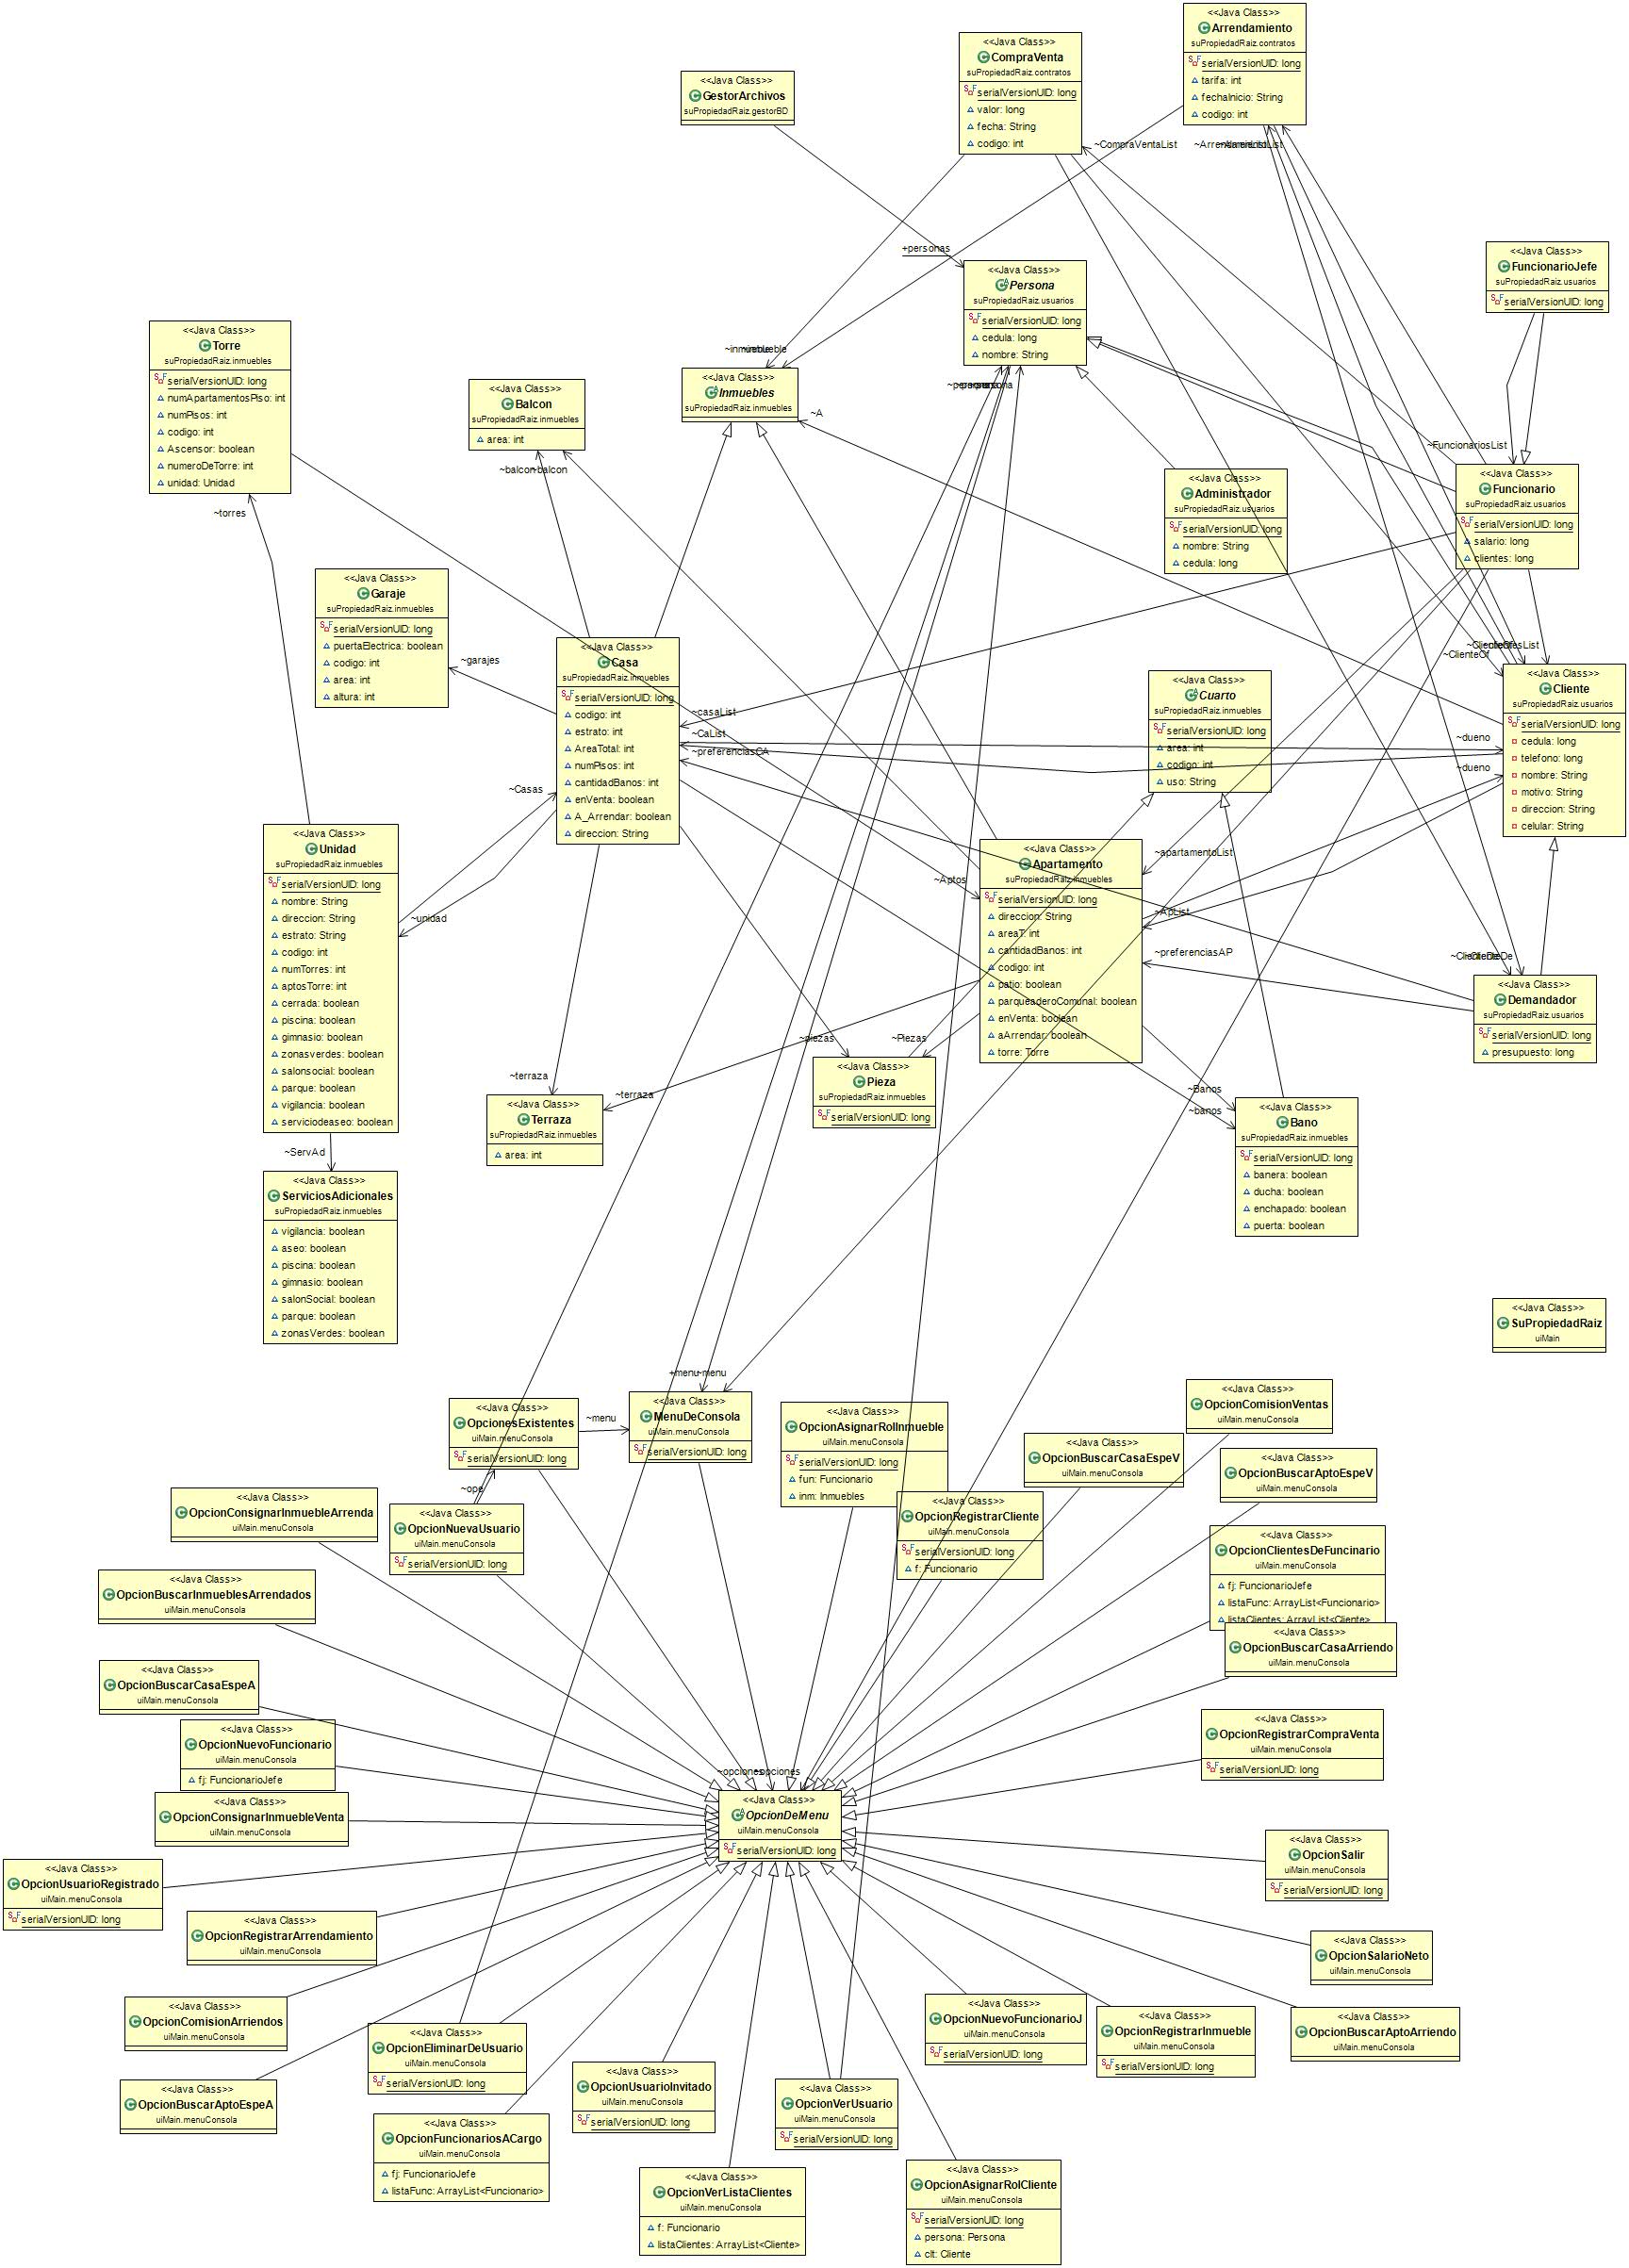 <<Java Class>>
Arrendamiento
suPropiedadRaiz.contratos
serialVersionUID: long
tarifa: int
fechaInicio: String
codigo: int
<<Java Class>>
CompraVenta
suPropiedadRaiz.contratos
serialVersionUID: long
valor: long
fecha: String
codigo: int
<<Java Class>>
GestorArchivos
suPropiedadRaiz.gestorBD
~CompraVentaList
+personas
<<Java Class>>
FuncionarioJefe
suPropiedadRaiz.usuarios
serialVersionUID: long
<<Java Class>>
Persona
suPropiedadRaiz.usuarios
serialVersionUID: long
cedula: long
nombre: String
<<Java Class>>
Torre
suPropiedadRaiz.inmuebles
serialVersionUID: long
numApartamentosPiso: int
numPisos: int
codigo: int
Ascensor: boolean
numeroDeTorre: int
unidad: Unidad
<<Java Class>>
Inmuebles
suPropiedadRaiz.inmuebles
<<Java Class>>
Balcon
suPropiedadRaiz.inmuebles
area: int
~A
~balcon
~balcon
~FuncionariosList
<<Java Class>>
Funcionario
suPropiedadRaiz.usuarios
serialVersionUID: long
salario: long
clientes: long
<<Java Class>>
Administrador
suPropiedadRaiz.usuarios
serialVersionUID: long
nombre: String
cedula: long
~torres
<<Java Class>>
Garaje
suPropiedadRaiz.inmuebles
serialVersionUID: long
puertaElectrica: boolean
codigo: int
area: int
altura: int
~garajes
<<Java Class>>
Casa
suPropiedadRaiz.inmuebles
serialVersionUID: long
codigo: int
estrato: int
AreaTotal: int
numPisos: int
cantidadBanos: int
enVenta: boolean
A_Arrendar: boolean
direccion: String
~casaList
~CaList
~preferenciasCA
~ClienteOf
<<Java Class>>
Cuarto
suPropiedadRaiz.inmuebles
serialVersionUID: long
area: int
codigo: int
uso: String
<<Java Class>>
Cliente
suPropiedadRaiz.usuarios
serialVersionUID: long
cedula: long
telefono: long
nombre: String
motivo: String
direccion: String
celular: String
~dueno
~dueno
~Casas
<<Java Class>>
Unidad
suPropiedadRaiz.inmuebles
serialVersionUID: long
nombre: String
direccion: String
estrato: String
codigo: int
numTorres: int
aptosTorre: int
cerrada: boolean
piscina: boolean
gimnasio: boolean
zonasverdes: boolean
salonsocial: boolean
parque: boolean
vigilancia: boolean
serviciodeaseo: boolean
~unidad
~Aptos
<<Java Class>>
Apartamento
suPropiedadRaiz.inmuebles
serialVersionUID: long
direccion: String
areaT: int
cantidadBanos: int
codigo: int
patio: boolean
parqueaderoComunal: boolean
enVenta: boolean
aArrendar: boolean
torre: Torre
~apartamentoList
~ApList
~preferenciasAP
<<Java Class>>
Demandador
suPropiedadRaiz.usuarios
serialVersionUID: long
presupuesto: long
~piezas
~Piezas
<<Java Class>>
Pieza
suPropiedadRaiz.inmuebles
serialVersionUID: long
~terraza
~terraza
<<Java Class>>
Terraza
suPropiedadRaiz.inmuebles
area: int
~Banos
~banos
<<Java Class>>
Bano
suPropiedadRaiz.inmuebles
serialVersionUID: long
banera: boolean
ducha: boolean
enchapado: boolean
puerta: boolean
~ServAd
<<Java Class>>
ServiciosAdicionales
suPropiedadRaiz.inmuebles
vigilancia: boolean
aseo: boolean
piscina: boolean
gimnasio: boolean
salonSocial: boolean
parque: boolean
zonasVerdes: boolean
<<Java Class>>
SuPropiedadRaiz
uiMain
+menu
~menu
<<Java Class>>
OpcionesExistentes
uiMain.menuConsola
serialVersionUID: long
~menu
<<Java Class>>
MenuDeConsola
uiMain.menuConsola
serialVersionUID: long
<<Java Class>>
OpcionAsignarRolInmueble
uiMain.menuConsola
serialVersionUID: long
fun: Funcionario
inm: Inmuebles
<<Java Class>>
OpcionComisionVentas
uiMain.menuConsola
<<Java Class>>
OpcionBuscarCasaEspeV
uiMain.menuConsola
<<Java Class>>
OpcionBuscarAptoEspeV
uiMain.menuConsola
~ope
<<Java Class>>
OpcionConsignarInmuebleArrenda
uiMain.menuConsola
<<Java Class>>
OpcionNuevaUsuario
uiMain.menuConsola
serialVersionUID: long
<<Java Class>>
OpcionRegistrarCliente
uiMain.menuConsola
serialVersionUID: long
f: Funcionario
<<Java Class>>
OpcionClientesDeFuncinario
uiMain.menuConsola
fj: FuncionarioJefe
listaFunc: ArrayList<Funcionario>
listaClientes: ArrayList<Cliente>
<<Java Class>>
OpcionBuscarInmueblesArrendados
uiMain.menuConsola
<<Java Class>>
OpcionBuscarCasaArriendo
uiMain.menuConsola
<<Java Class>>
OpcionBuscarCasaEspeA
uiMain.menuConsola
<<Java Class>>
OpcionNuevoFuncionario
uiMain.menuConsola
fj: FuncionarioJefe
<<Java Class>>
OpcionRegistrarCompraVenta
uiMain.menuConsola
serialVersionUID: long
~opciones
~opciones
<<Java Class>>
OpcionConsignarInmuebleVenta
uiMain.menuConsola
<<Java Class>>
OpcionDeMenu
uiMain.menuConsola
serialVersionUID: long
<<Java Class>>
OpcionSalir
uiMain.menuConsola
serialVersionUID: long
<<Java Class>>
OpcionUsuarioRegistrado
uiMain.menuConsola
serialVersionUID: long
<<Java Class>>
OpcionRegistrarArrendamiento
uiMain.menuConsola
<<Java Class>>
OpcionSalarioNeto
uiMain.menuConsola
<<Java Class>>
OpcionComisionArriendos
uiMain.menuConsola
<<Java Class>>
OpcionEliminarDeUsuario
uiMain.menuConsola
serialVersionUID: long
<<Java Class>>
OpcionNuevoFuncionarioJ
uiMain.menuConsola
serialVersionUID: long
<<Java Class>>
OpcionRegistrarInmueble
uiMain.menuConsola
serialVersionUID: long
<<Java Class>>
OpcionBuscarAptoArriendo
uiMain.menuConsola
<<Java Class>>
OpcionBuscarAptoEspeA
uiMain.menuConsola
<<Java Class>>
OpcionUsuarioInvitado
uiMain.menuConsola
serialVersionUID: long
<<Java Class>>
OpcionVerUsuario
uiMain.menuConsola
serialVersionUID: long
<<Java Class>>
OpcionFuncionariosACargo
uiMain.menuConsola
fj: FuncionarioJefe
listaFunc: ArrayList<Funcionario>
<<Java Class>>
OpcionVerListaClientes
uiMain.menuConsola
f: Funcionario
listaClientes: ArrayList<Cliente>
<<Java Class>>
OpcionAsignarRolCliente
uiMain.menuConsola
serialVersionUID: long
persona: Persona
clt: Cliente